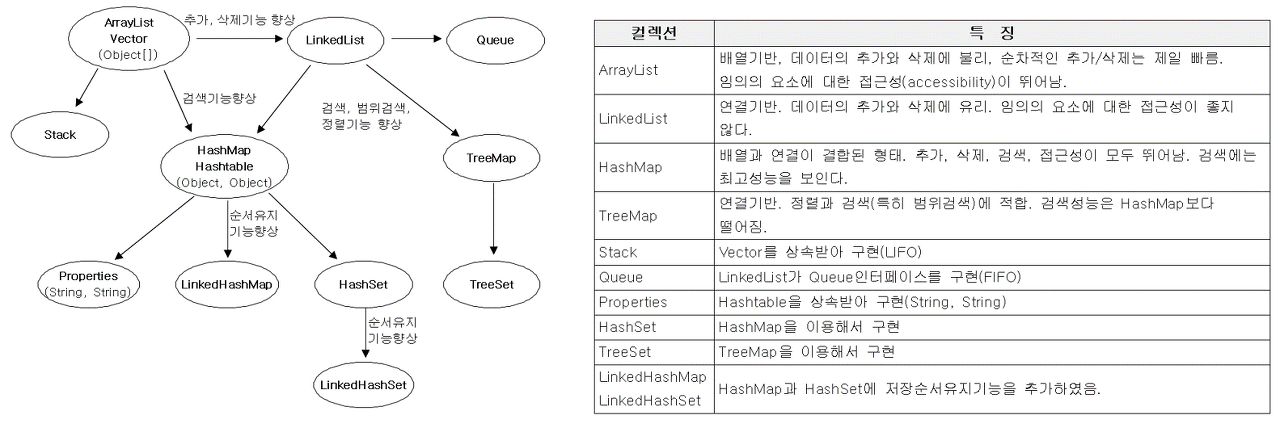 ArrayList
Vector
(Object[])
추가, 삭제기능 향상
LinkedList
Queue
검색기능향상
검색, 범위검색,
정렬기능 향상
Stack
HashMap
Hashtable
(Object, Object)
TreeMap
순서유지
기능향상
Properties
(String, String)
LinkedHashMap
HashSet
TreeSet
순서유지
기능향상
LinkedHashSet
컬렉션
특 징
ArrayList
배열기반, 데이터의 추가와 삭제에 불리, 순차적인 추가/삭제는 제일 빠름.
임의의 요소에 대한 접근성(accessibility)이 뛰어남.
LinkedList
연결기반. 데이터의 추가와 삭제에 유리. 임의의 요소에 대한 접근성이 좋지
않다.
HashMap
배열과 연결이 결합된 형태. 추가, 삭제, 검색, 접근성이 모두 뛰어남. 검색에는
최고성능을 보인다.
TreeMap
연결기반. 정렬과 검색(특히 범위검색)에 적합. 검색성능은 HashMap보다
떨어짐.
Stack
Vector를 상속받아 구현(LIFO)
Queue
LinkedList가 Queue인터페이스를 구현(FIFO)
Properties
Hashtable을 상속받아 구현(String, String)
HashSet
HashMap을 이용해서 구현
TreeSet
TreeMap을 이용해서 구현
LinkedHashMap
LinkedHashSet
HashMap과 HashSet에 저장순서유지기능을 추가하였음.